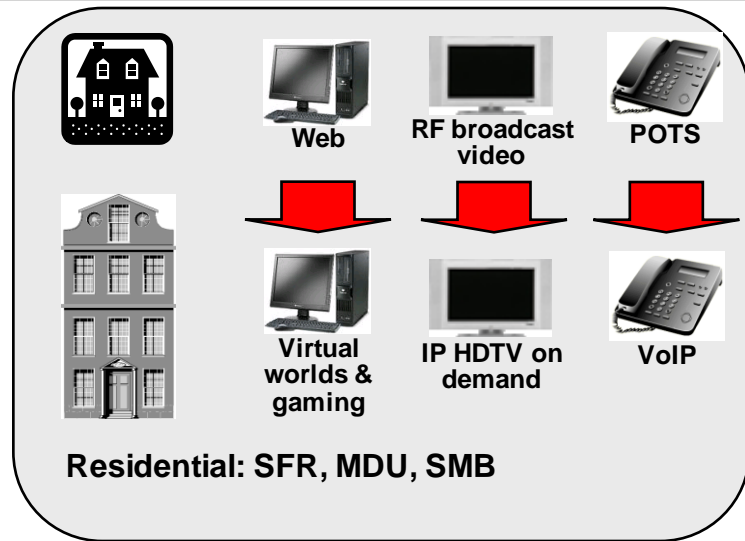 Web
RF broadcast
video
POTS
Virtual
worlds &
gaming
IP HDTV on
demand
VoIP
Residential: SFR, MDU, SMB